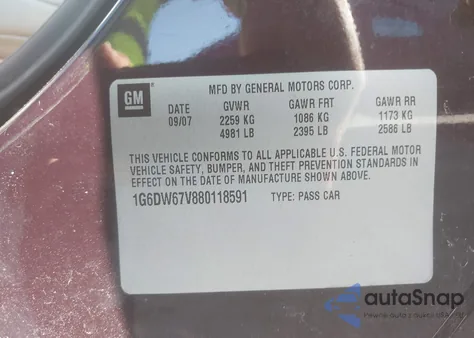 GM
MFD BY GENERAL MOTORS CORP.
DATE GVWR GAWR FRT GAWR RR
09/07 2259 KG 1086 KG 1173 KG
4981 LB 2395 LB 2588 LB
THIS VEHICLE CONFORMS TO ALL APPLICABLE U.S. FEDERAL MOTOR
VEHICLE SAFETY, BUMPER, AND THEFT PREVENTION STANDARDS IN
EFFECT ON THE DATE OF MANUFACTURE SHOWN ABOVE.
1G6DW67V880118591 TYPE: PASS CAR
autaSnap